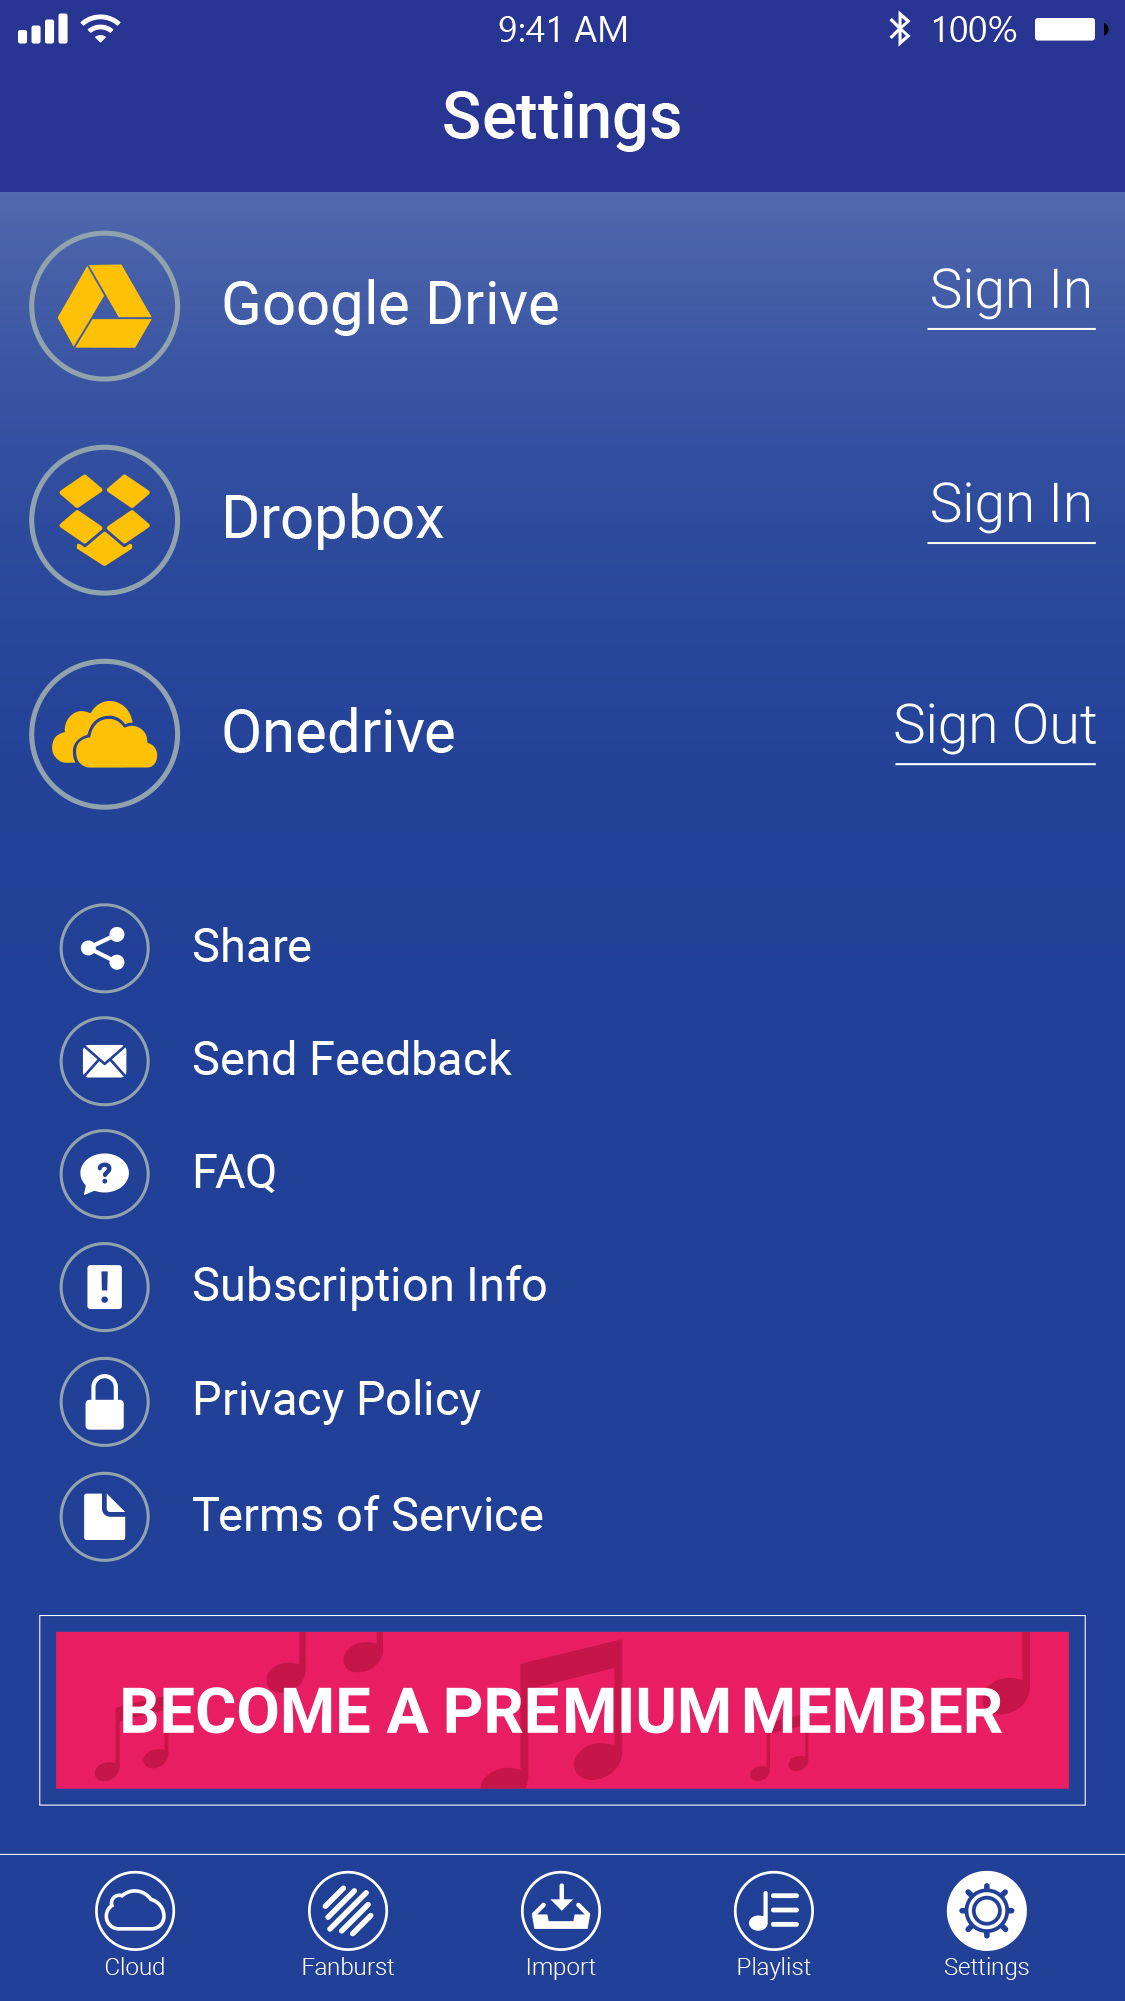 9:41 AM
100%
Settings
Google Drive
Sign In
Dropbox
Sign In
Onedrive
Sign Out
Share
Send Feedback
FAQ
Subscription Info
Privacy Policy
Terms of Service
BECOME A PREMIUM MEMBER
Cloud
Fanburst
Import
Playlist
Settings